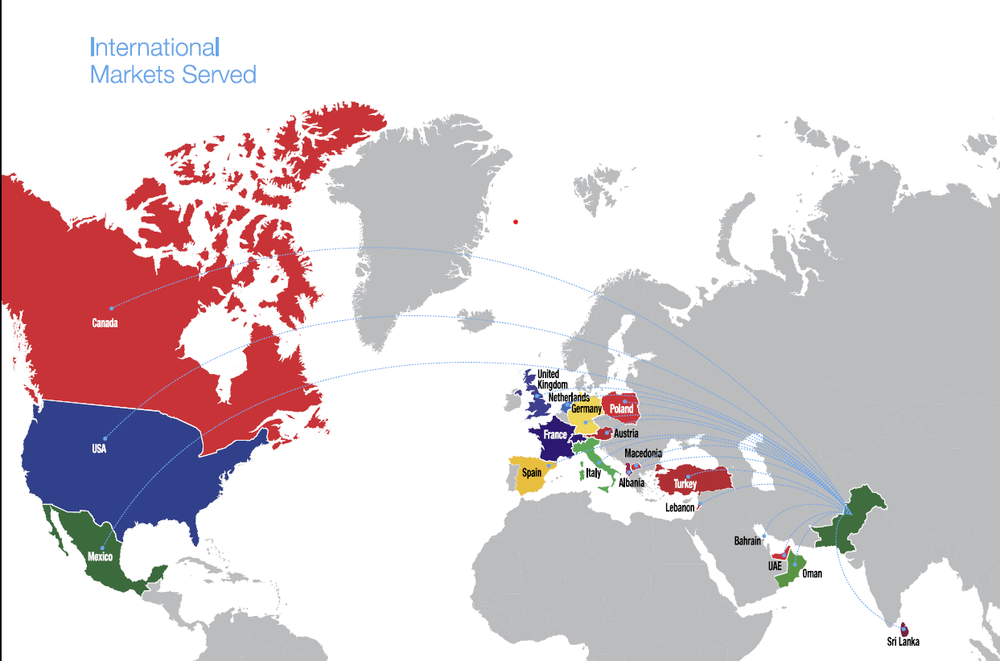 International
Markets Served
Canada
USA
Mexico
United
Kingdom
Netherlands
Germany
Poland
France
Austria
Macedonia
Spain
Italy
Albania
Turkey
Lebanon
Bahrain
UAE
Oman
Sri Lanka